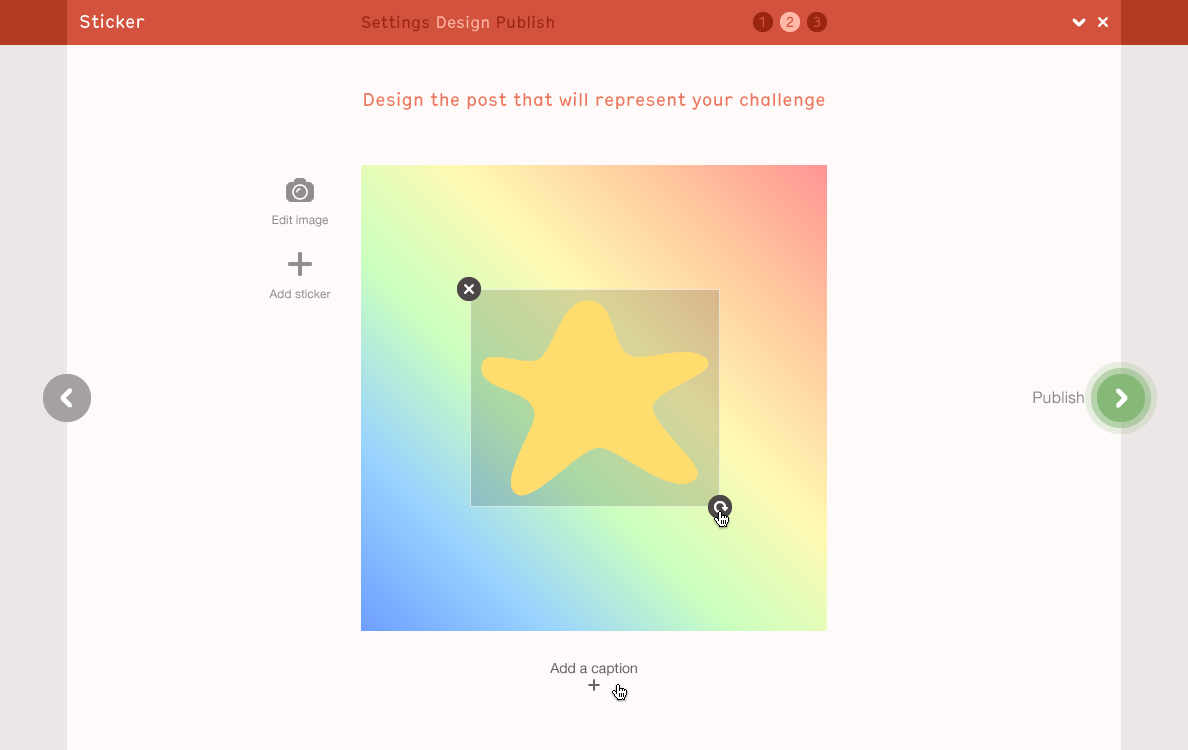 Sticker
Settings Design Publish
1 2 3
Design the post that will represent your challenge
Edit image
Add sticker
Publish
Add a caption